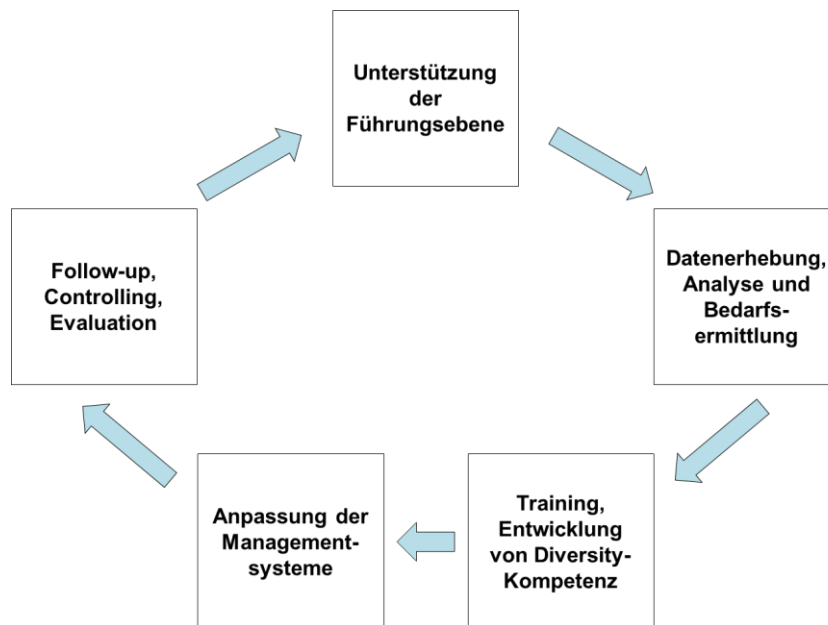 Unterstützung
der
Führungsebene
Datenerhebung,
Analyse und
Bedarfs-
ermittlung
Training,
Entwicklung
von Diversity-
Kompetenz
Anpassung der
Management-
systeme
Follow-up,
Controlling,
Evaluation